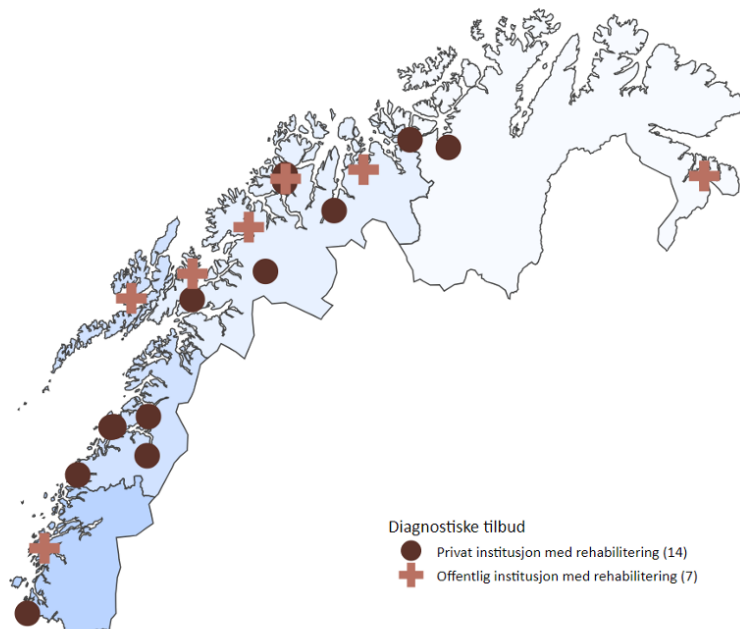 Diagnostiske tilbud
Privat institusjon med rehabilitering (14)
Offentlig institusjon med rehabilitering (7)